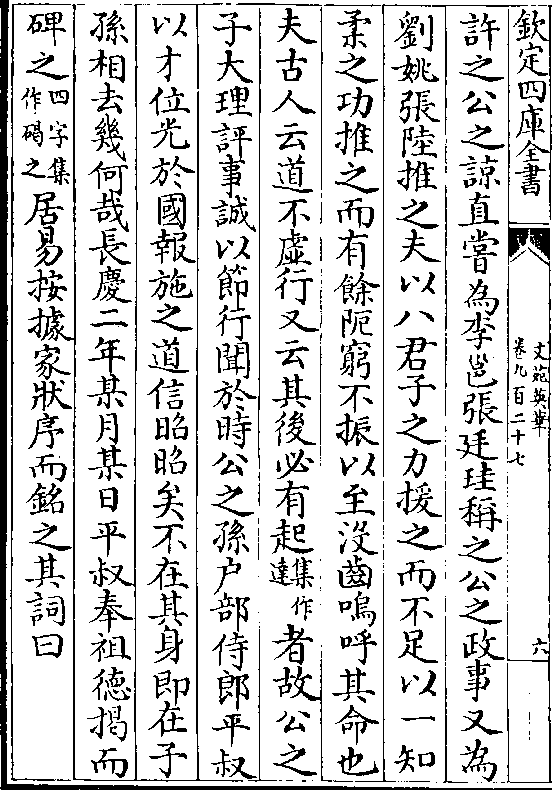 欽定四庫全書
文苑英華
卷九百二十七
六
許之公之諒直嘗為李邕張廷珪稱之公之政事又為
劉姚張陸推之夫以八君子之力援之而不足以一知
柔之功推之而有餘阨窮不振以至沒齒嗚呼其命也
夫古人云道不虛行又云其後必有起集作達者故公之
子大理評事誠以節行聞於時公之孫户部侍郎平叔
以才位光於國報施之道信昭昭矣不在其身即在子
孫相去幾何哉長慶二年某月某日平叔奉祖德揭而
碑之四字集作碣之居易按據家狀序而銘之其詞曰